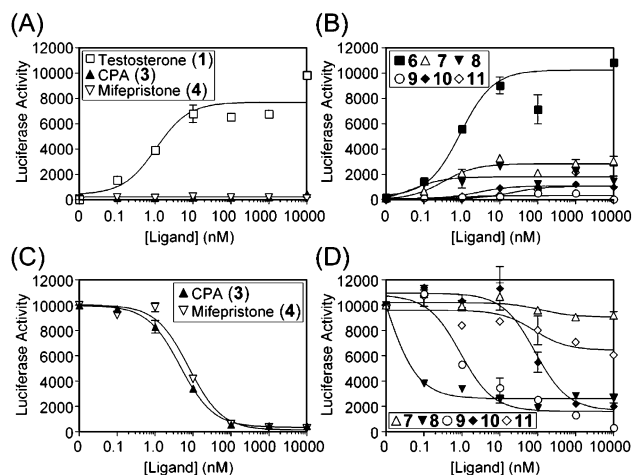 (A)
12000
10000
8000
6000
4000
2000
0
Luciferase Activity
Testosterone (1)
CPA (3)
Mifepristone (4)
0 0.1 1.0 10 100 1000 10000
[Ligand] (nM)
(B)
12000
10000
8000
6000
4000
2000
0
Luciferase Activity
6 7 8
9 10 11
0 0.1 1.0 10 100 1000 10000
[Ligand] (nM)
(C)
12000
10000
8000
6000
4000
2000
0
Luciferase Activity
CPA (3)
Mifepristone (4)
0 0.1 1.0 10 100 1000 10000
[Ligand] (nM)
(D)
12000
10000
8000
6000
4000
2000
0
Luciferase Activity
7 8 9 10 11
0 0.1 1.0 10 100 1000 10000
[Ligand] (nM)